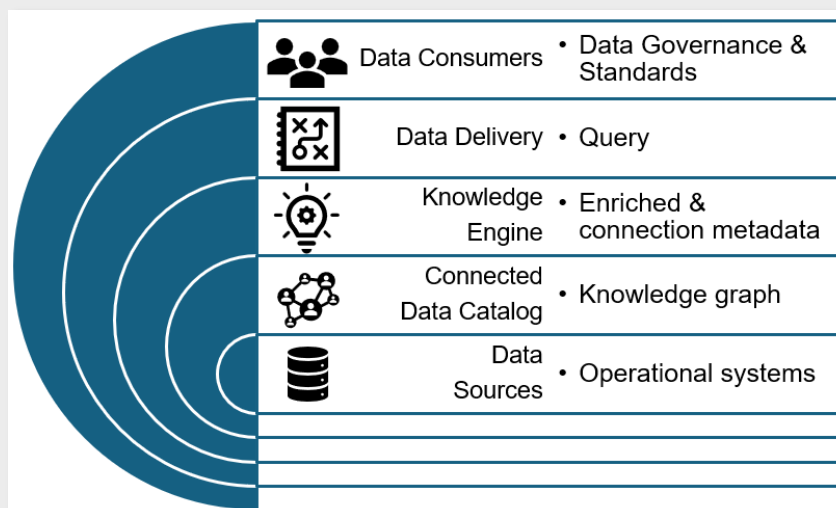 Data Consumers
• Data Governance &
Standards
Data Delivery
• Query
Knowledge
Engine
• Enriched &
connection metadata
Connected
Data Catalog
• Knowledge graph
Data
Sources
• Operational systems